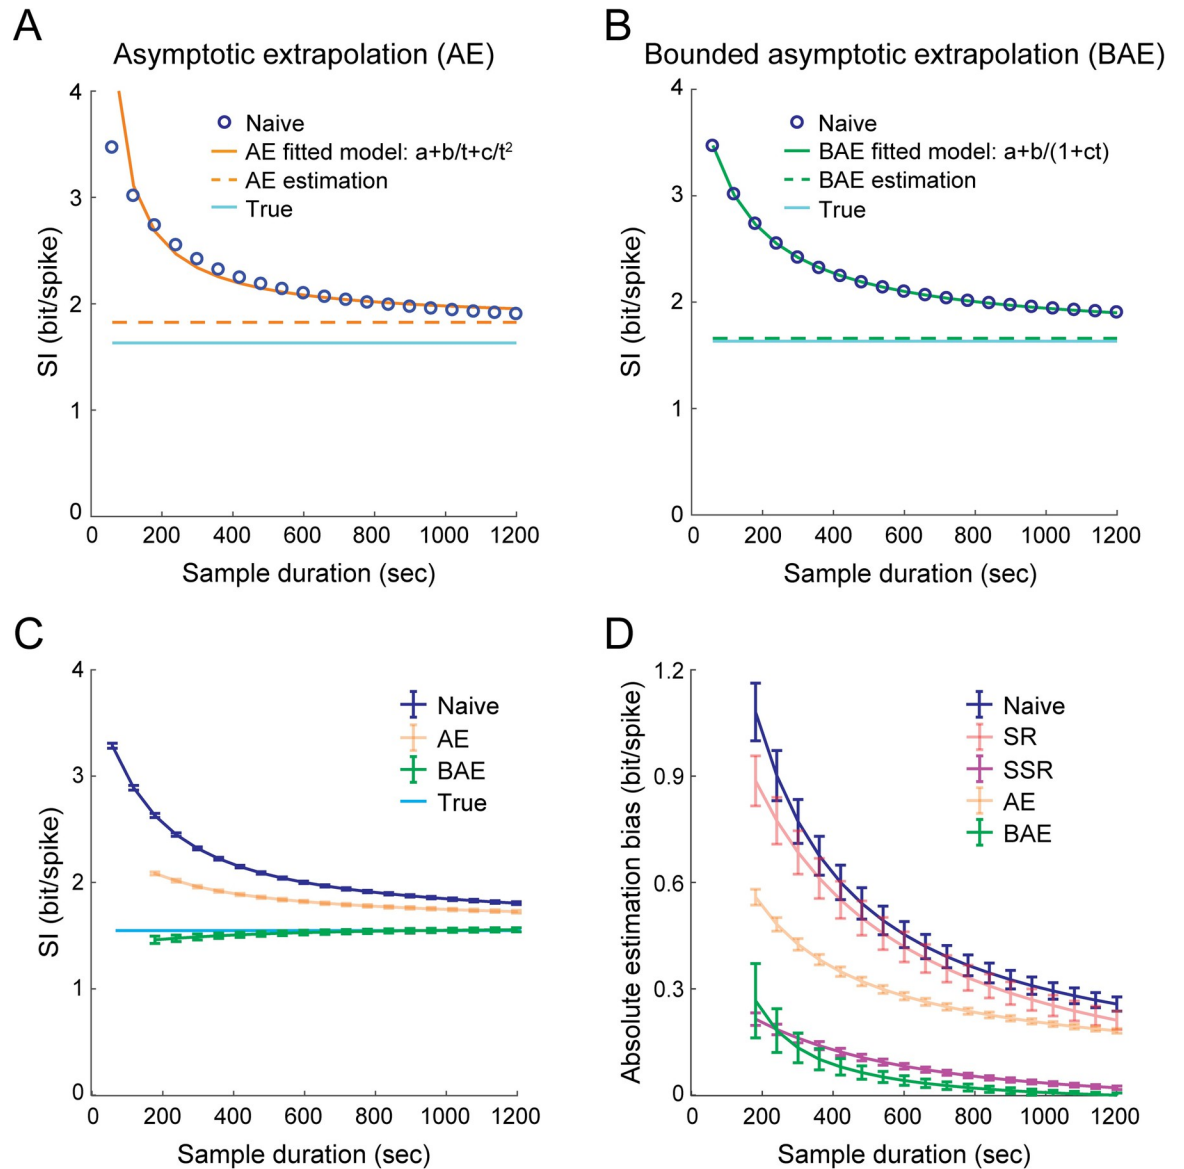 A
Asymptotic extrapolation (AE)
4
3
2
1
0
0 200 400 600 800 1000 1200
SI (bit/spike)
Sample duration (sec)
Naive
AE fitted model: a+b/t+c/t²
AE estimation
True
B
Bounded asymptotic extrapolation (BAE)
4
3
2
1
0
0 200 400 600 800 1000 1200
SI (bit/spike)
Sample duration (sec)
Naive
BAE fitted model: a+b/(1+ct)
BAE estimation
True
C
4
3
2
1
0
0 200 400 600 800 1000 1200
SI (bit/spike)
Sample duration (sec)
Naive
AE
BAE
True
D
1.2
0.9
0.6
0.3
0
0 200 400 600 800 1000 1200
Absolute estimation bias (bit/spike)
Sample duration (sec)
Naive
SR
SSR
AE
BAE